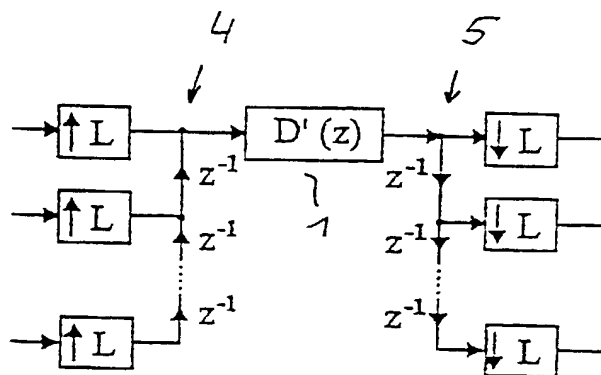 4 5
↑ L D' (z) ↓ L
z⁻¹ z⁻¹
↑ L 1 ↓ L
z⁻¹ z⁻¹
z⁻¹ z⁻¹
↑ L ↓ L